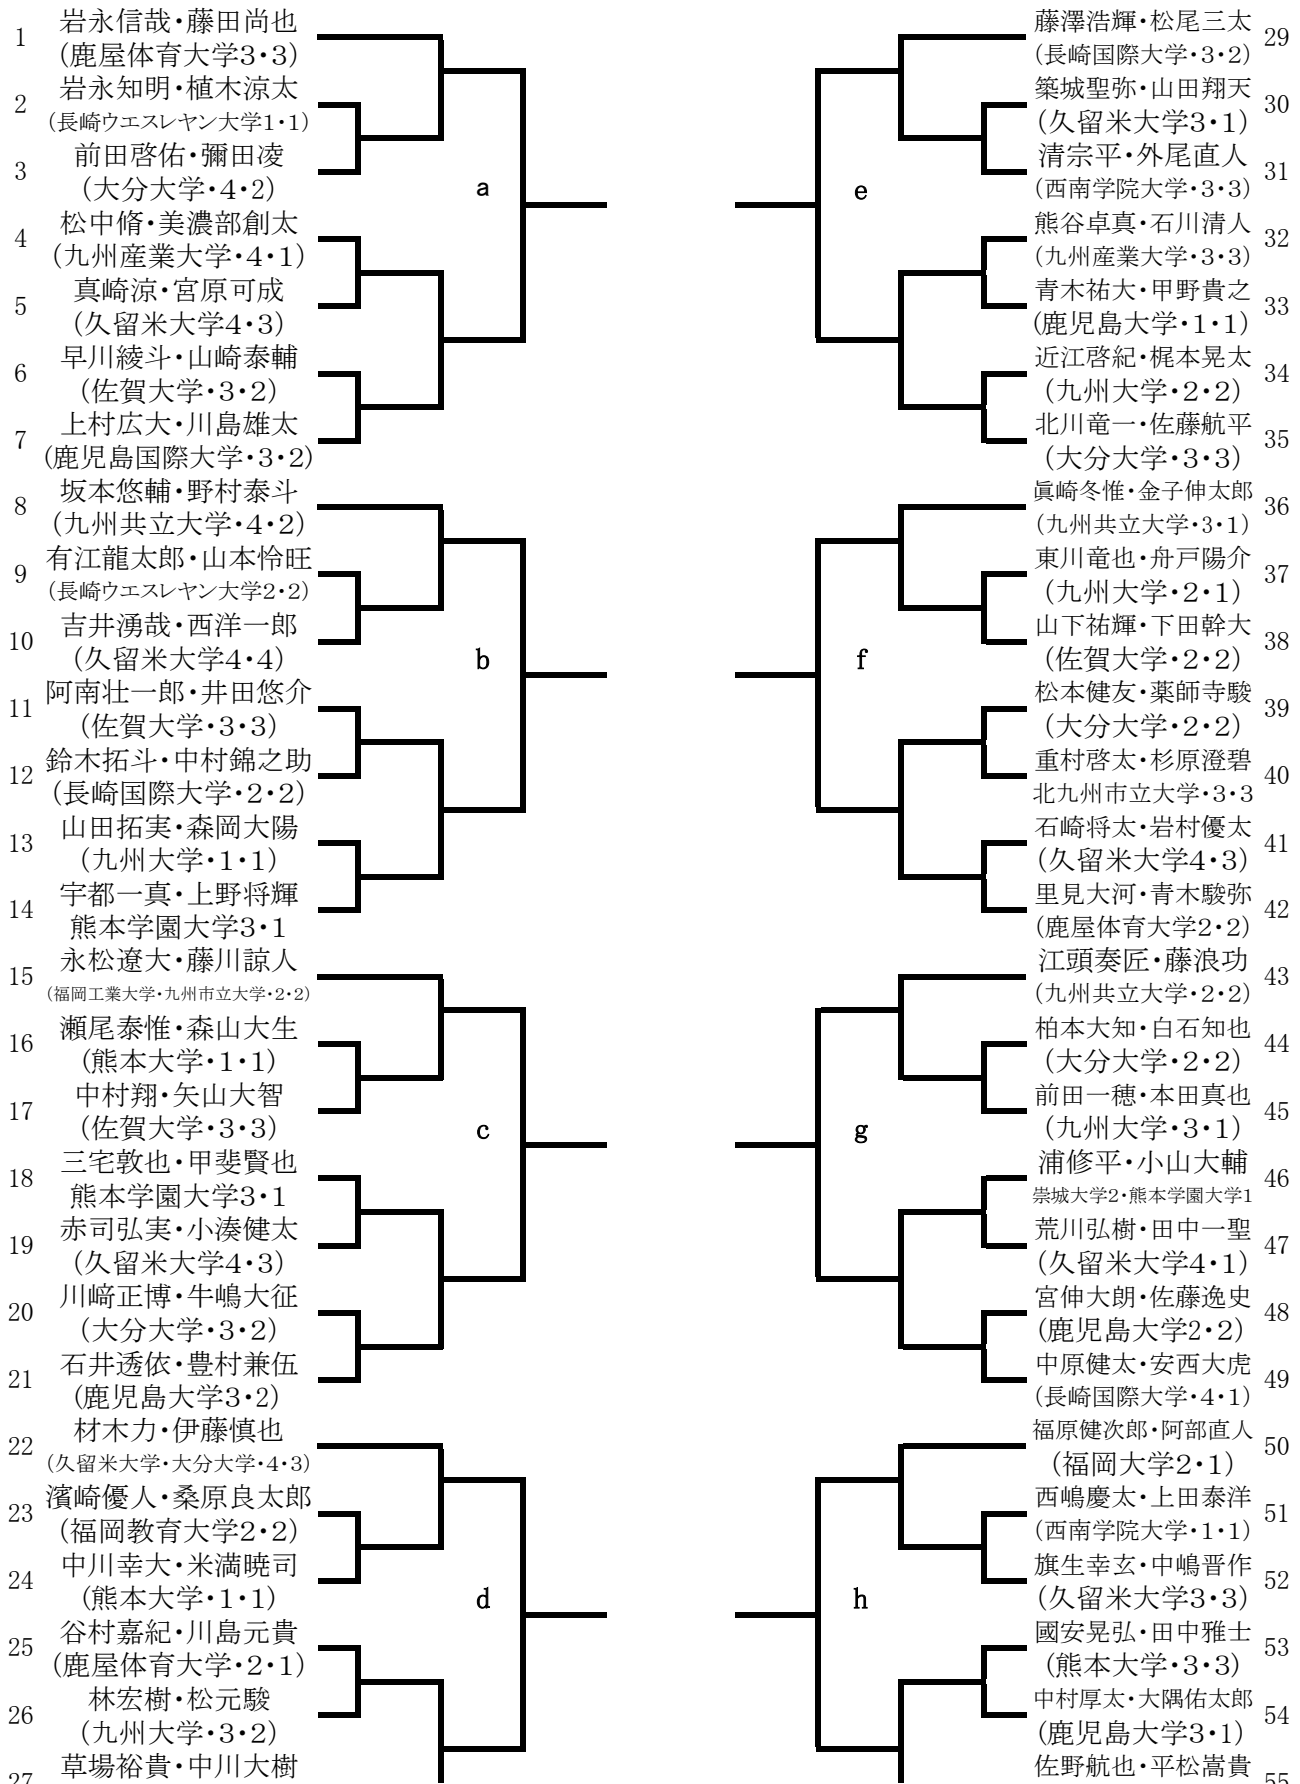 1
岩永信哉・藤田尚也
(鹿屋体育大学3・3)
2
岩永知明・植木涼太
(長崎ウエスレヤン大学1・1)
3
前田啓佑・彌田凌
(大分大学・4・2)
4
松中脩・美濃部創太
(九州産業大学・4・1)
5
真崎涼・宮原可成
(久留米大学4・3)
6
早川綾斗・山崎泰輔
(佐賀大学・3・2)
7
上村広大・川島雄太
(鹿児島国際大学・3・2)
a
8
坂本悠輔・野村泰斗
(九州共立大学・4・2)
9
有江龍太郎・山本怜旺
(長崎ウエスレヤン大学2・2)
10
吉井湧哉・西洋一郎
(久留米大学4・4)
11
阿南壮一郎・井田悠介
(佐賀大学・3・3)
12
鈴木拓斗・中村錦之助
(長崎国際大学・2・2)
13
山田拓実・森岡大陽
(九州大学・1・1)
14
宇都一真・上野将輝
熊本学園大学3・1
b
15
永松遼大・藤川諒人
(福岡工業大学・九州市立大学・2・2)
16
瀬尾泰惟・森山大生
(熊本大学・1・1)
17
中村翔・矢山大智
(佐賀大学・3・3)
18
三宅敦也・甲斐賢也
熊本学園大学3・1
19
赤司弘実・小湊健太
(久留米大学4・3)
20
川﨑正博・牛嶋大征
(大分大学・3・2)
21
石井透依・豊村兼伍
(鹿児島大学3・2)
c
22
材木力・伊藤慎也
(久留米大学・大分大学・4・3)
23
濱崎優人・桑原良太郎
(福岡教育大学2・2)
24
中川幸大・米満暁司
(熊本大学・1・1)
25
谷村嘉紀・川島元貴
(鹿屋体育大学・2・1)
26
林宏樹・松元駿
(九州大学・3・2)
27
草場裕貴・中川大樹
d
藤澤浩輝・松尾三太
(長崎国際大学・3・2)
29
築城聖弥・山田翔天
(久留米大学3・1)
30
清宗平・外尾直人
(西南学院大学・3・3)
31
熊谷卓真・石川清人
(九州産業大学・3・3)
32
青木祐大・甲野貴之
(鹿児島大学・1・1)
33
近江啓紀・梶本晃太
(九州大学・2・2)
34
北川竜一・佐藤航平
(大分大学・3・3)
35
e
眞崎冬惟・金子伸太郎
(九州共立大学・3・1)
36
東川竜也・舟戸陽介
(九州大学・2・1)
37
山下祐輝・下田幹大
(佐賀大学・2・2)
38
松本健友・薬師寺駿
(大分大学・2・2)
39
重村啓太・杉原澄碧
北九州市立大学・3・3
40
石崎将太・岩村優太
(久留米大学4・3)
41
里見大河・青木駿弥
(鹿屋体育大学2・2)
42
f
江頭奏匠・藤浪功
(九州共立大学・2・2)
43
柏本大知・白石知也
(大分大学・2・2)
44
前田一穂・本田真也
(九州大学・3・1)
45
浦修平・小山大輔
崇城大学2・熊本学園大学1
46
荒川弘樹・田中一聖
(久留米大学4・1)
47
宮伸大朗・佐藤逸史
(鹿児島大学2・2)
48
中原健太・安西大虎
(長崎国際大学・4・1)
49
g
福原健次郎・阿部直人
(福岡大学2・1)
50
西嶋慶太・上田泰洋
(西南学院大学・1・1)
51
旗生幸玄・中嶋晋作
(久留米大学3・3)
52
國安晃弘・田中雅士
(熊本大学・3・3)
53
中村厚太・大隅佑太郎
(鹿児島大学3・1)
54
佐野航也・平松嵩貴
55
h